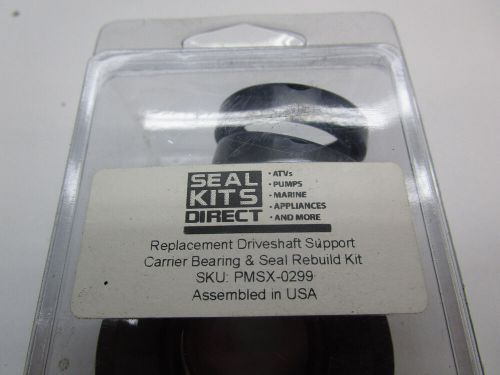 SEAL
KITS
DIRECT
• ATVs
• PUMPS
• MARINE
• APPLIANCES
• AND MORE
Replacement Driveshaft Support
Carrier Bearing & Seal Rebuild Kit
SKU: PMSX-0299
Assembled in USA